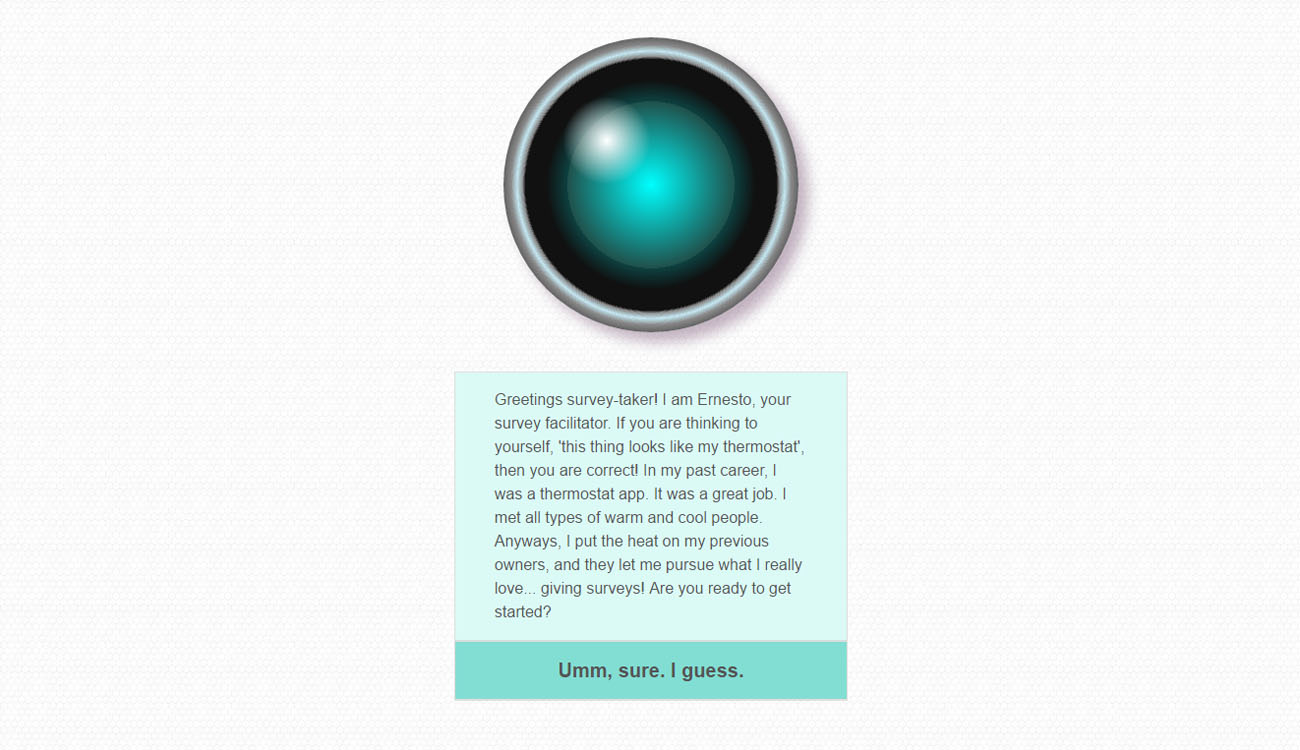 Greetings survey-taker! I am Ernesto, your
survey facilitator. If you are thinking to
yourself, 'this thing looks like my thermostat',
then you are correct! In my past career, I
was a thermostat app. It was a great job. I
met all types of warm and cool people.
Anyways, I put the heat on my previous
owners, and they let me pursue what I really
love... giving surveys! Are you ready to get
started?
Umm, sure. I guess.